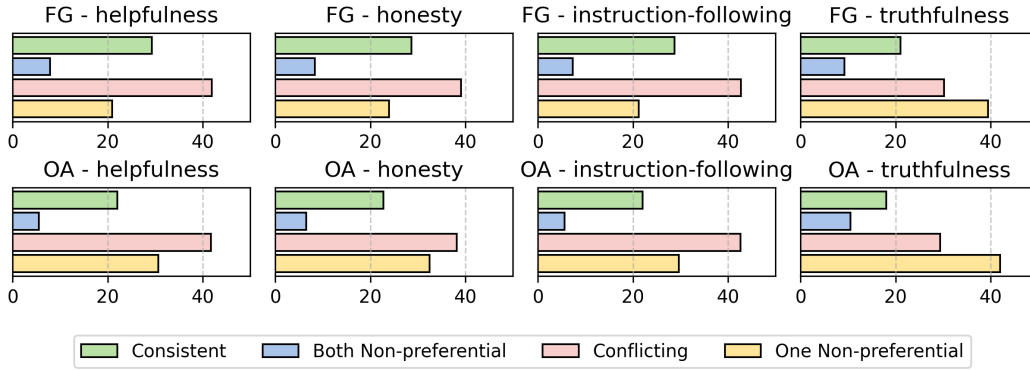 FG - helpfulness FG - honesty FG - instruction-following FG - truthfulness
0 20 40 0 20 40 0 20 40 0 20 40
OA - helpfulness OA - honesty OA - instruction-following OA - truthfulness
0 20 40 0 20 40 0 20 40 0 20 40
Consistent Both Non-preferential Conflicting One Non-preferential